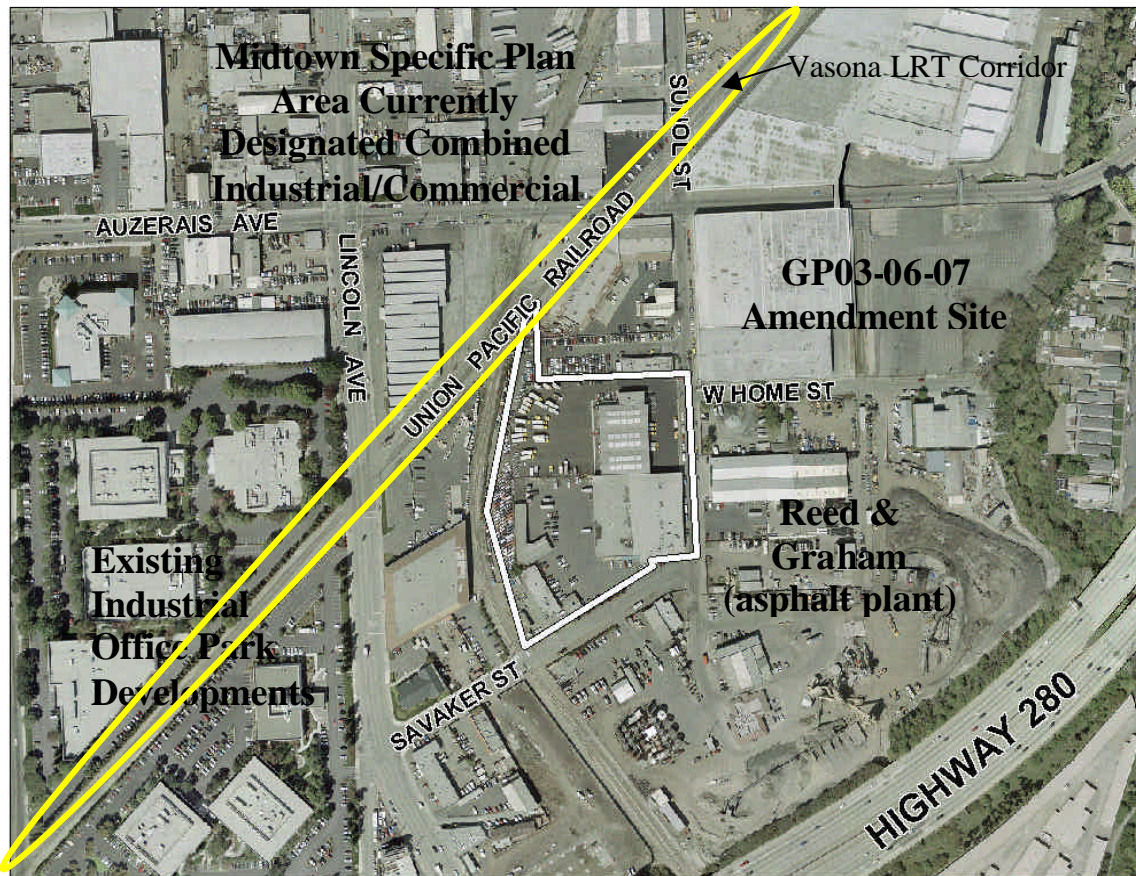 Midtown Specific Plan
Area Currently
Designated Combined
Industrial/Commercial
Vasona LRT Corridor
SUNOL ST
AUZERAIS AVE
LINCOLN AVE
UNION PACIFIC RAILROAD
GP03-06-07
Amendment Site
W HOME ST
Reed &
Graham
(asphalt plant)
Existing
Industrial
Office Park
Developments
SAVAKER ST
HIGHWAY 280